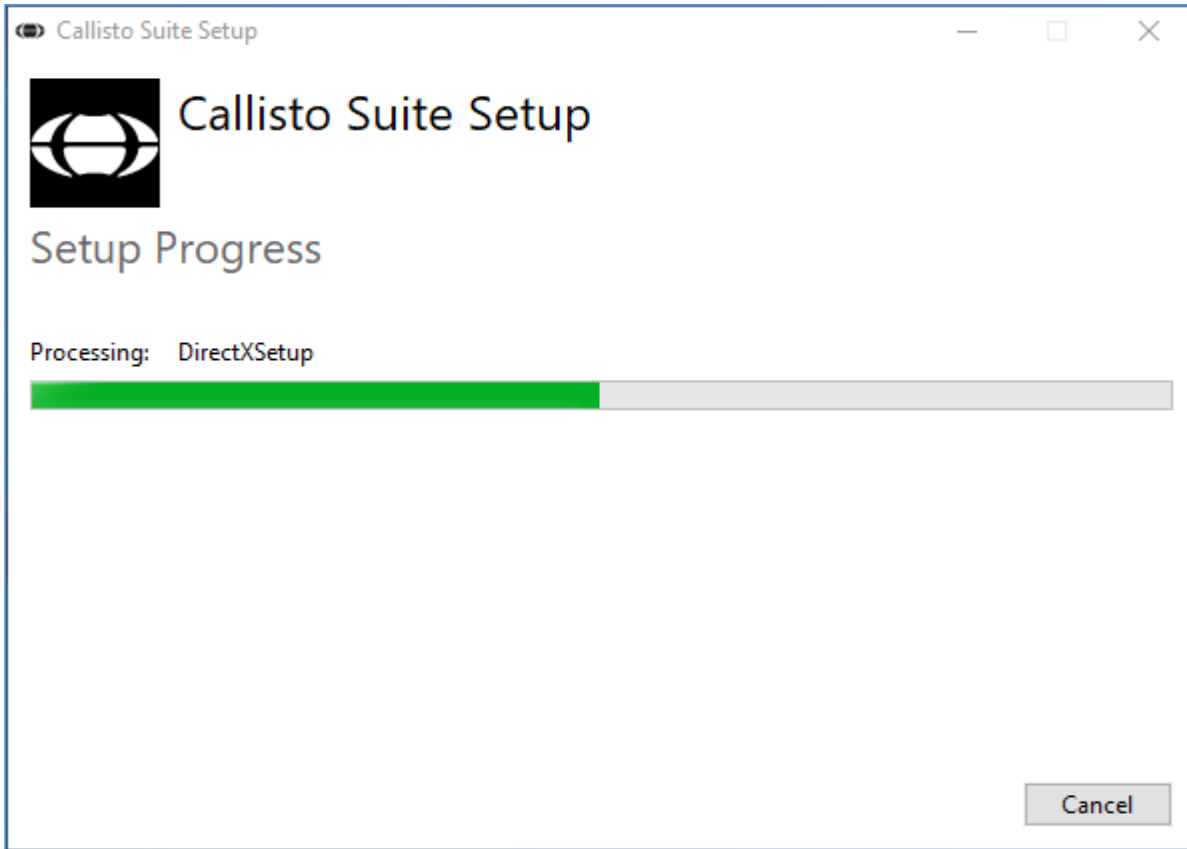 Callisto Suite Setup
Callisto Suite Setup
Setup Progress
Processing: DirectXSetup
Cancel